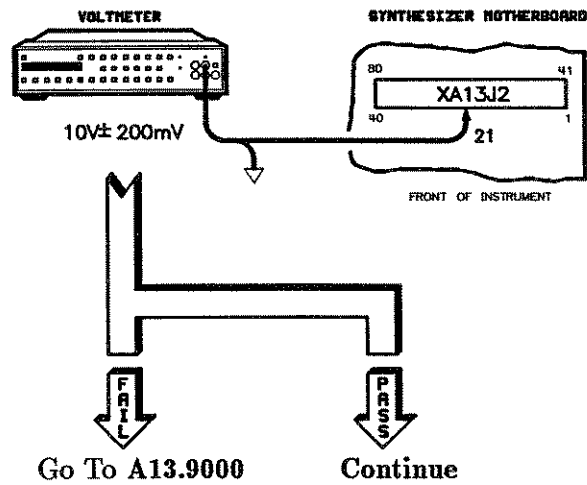 VOLTMETER
SYNTHESIZER MOTHERBOARD
80
41
XA13J2
40
1
10V± 200mV
21
FRONT OF INSTRUMENT
FAIL
PASS
Go To A13.9000
Continue